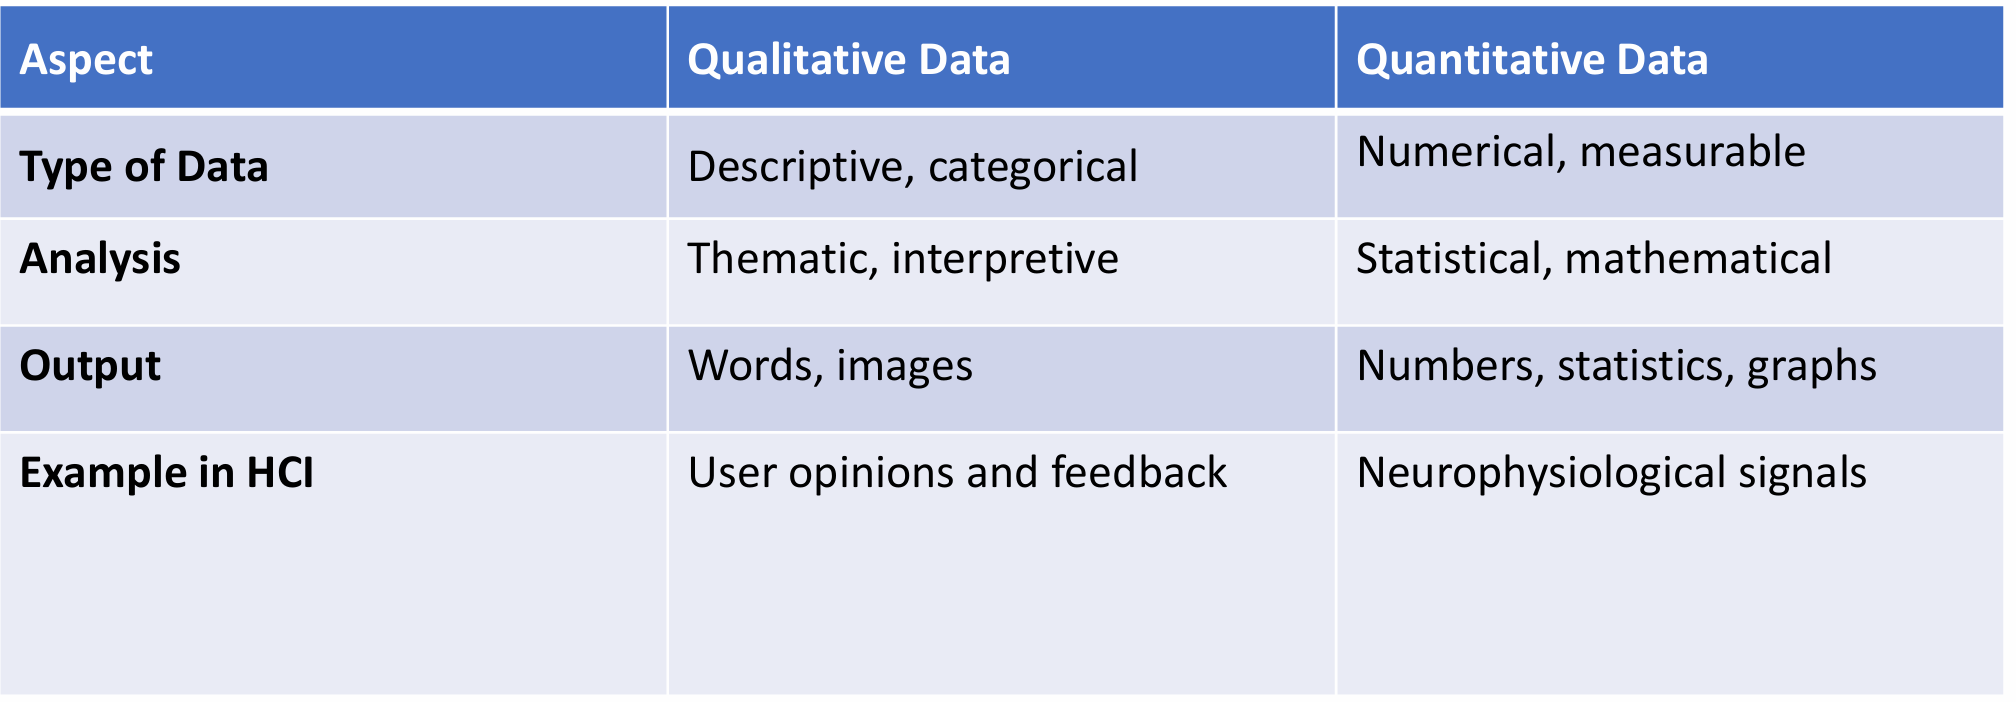 Aspect
Qualitative Data
Quantitative Data
Type of Data
Descriptive, categorical
Numerical, measurable
Analysis
Thematic, interpretive
Statistical, mathematical
Output
Words, images
Numbers, statistics, graphs
Example in HCI
User opinions and feedback
Neurophysiological signals